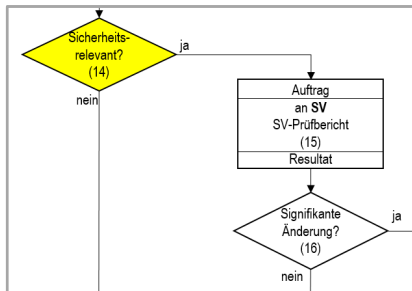 Sicherheits-
relevant?
(14)
ja
nein
Auftrag
an SV
SV-Prüfbericht
(15)
Resultat
Signifikante
Änderung?
(16)
ja
nein